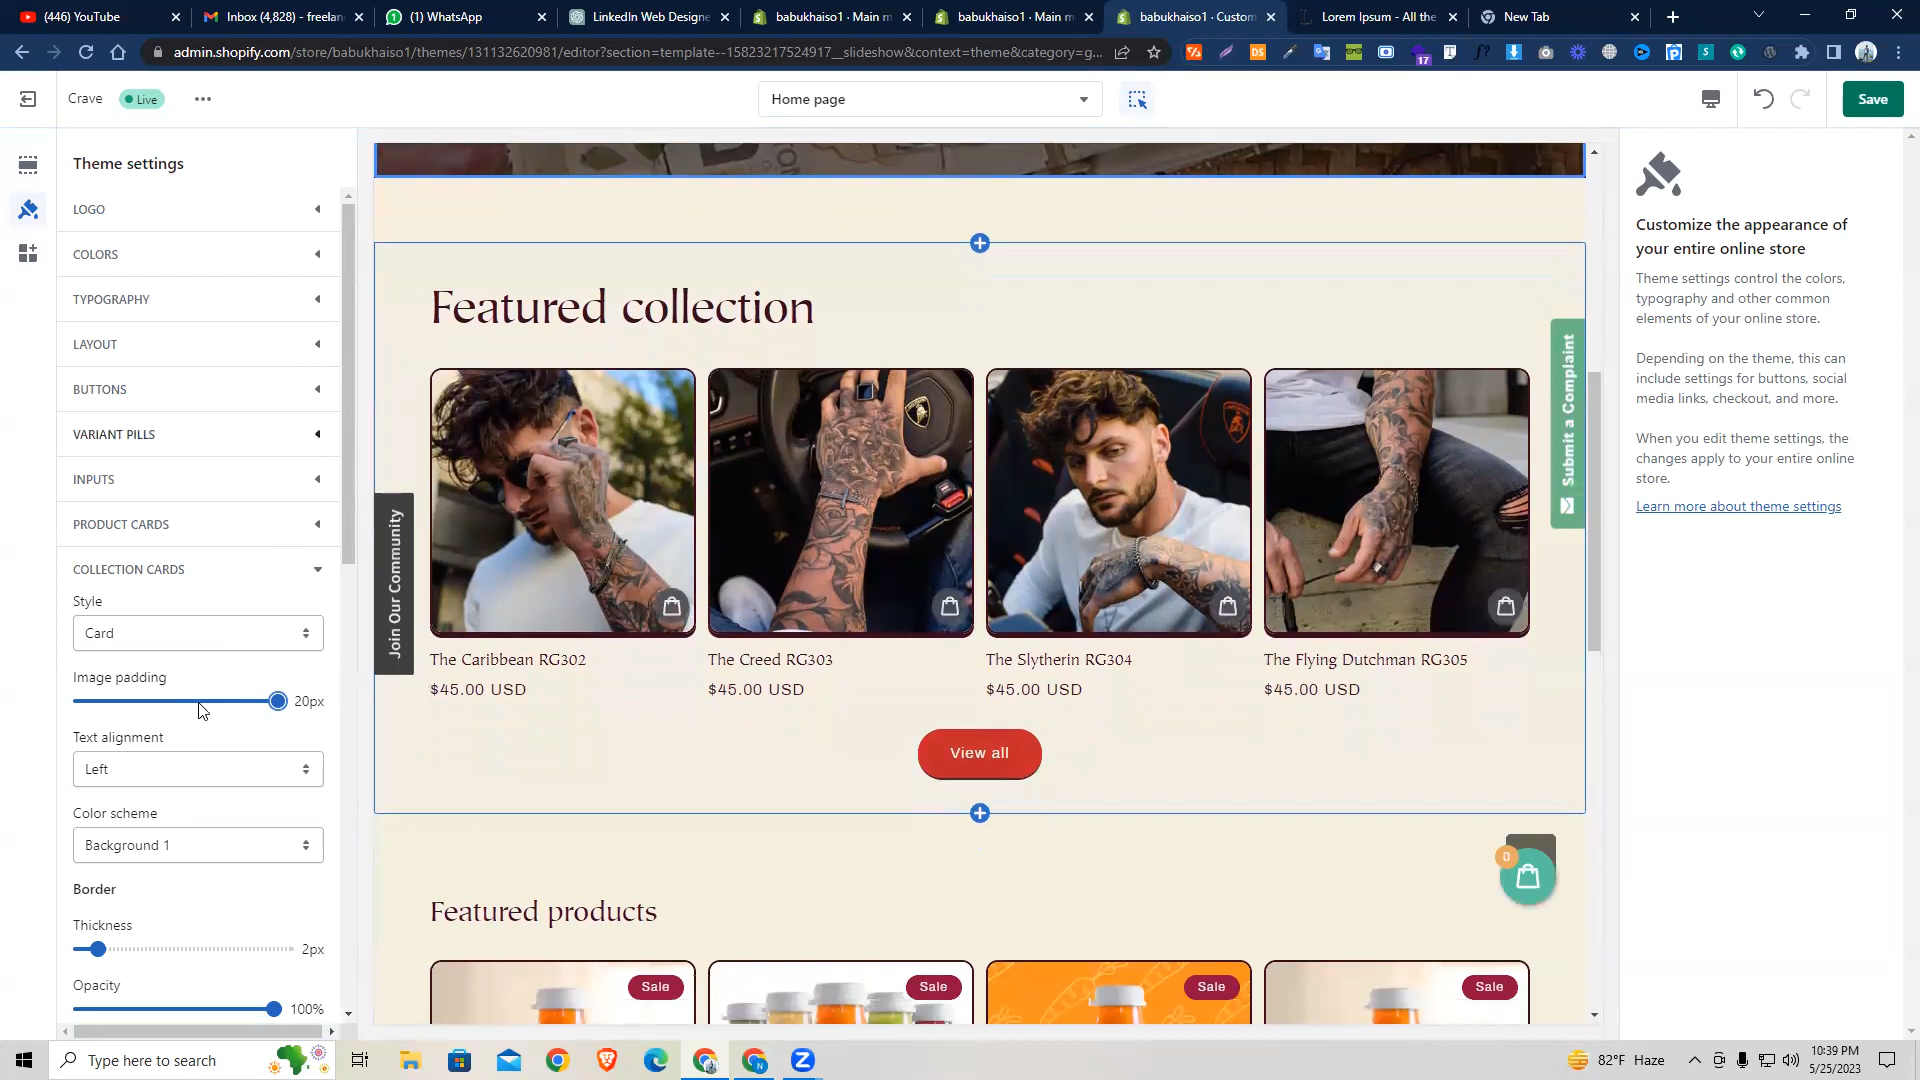 (446) YouTube
Inbox (4,828) - freelan
(1) WhatsApp
LinkedIn Web Designe
babukhaiso1 · Main m
babukhaiso1 · Main m
babukhaiso1 · Custom
Lorem Ipsum - All the
New Tab
admin.shopify.com/store/babukhaiso1/themes/131132620981/editor?section=template--15823217524917__slideshow&context=theme&category=g...
17
Crave
Live
Home page
Save
Theme settings
LOGO
COLORS
TYPOGRAPHY
LAYOUT
BUTTONS
VARIANT PILLS
INPUTS
PRODUCT CARDS
COLLECTION CARDS
Style
Card
Image padding
20px
Text alignment
Left
Color scheme
Background 1
Border
Thickness
2px
Opacity
100%
Featured collection
The Caribbean RG302
$45.00 USD
The Creed RG303
$45.00 USD
The Slytherin RG304
$45.00 USD
The Flying Dutchman RG305
$45.00 USD
View all
Join Our Community
Submit a Complaint
0
Featured products
Sale
Sale
Sale
Sale
Customize the appearance of
your entire online store
Theme settings control the colors,
typography and other common
elements of your online store.
Depending on the theme, this can
include settings for buttons, social
media links, checkout, and more.
When you edit theme settings, the
changes apply to your entire online
store.
Learn more about theme settings
Type here to search
82°F Haze
10:39 PM
5/25/2023